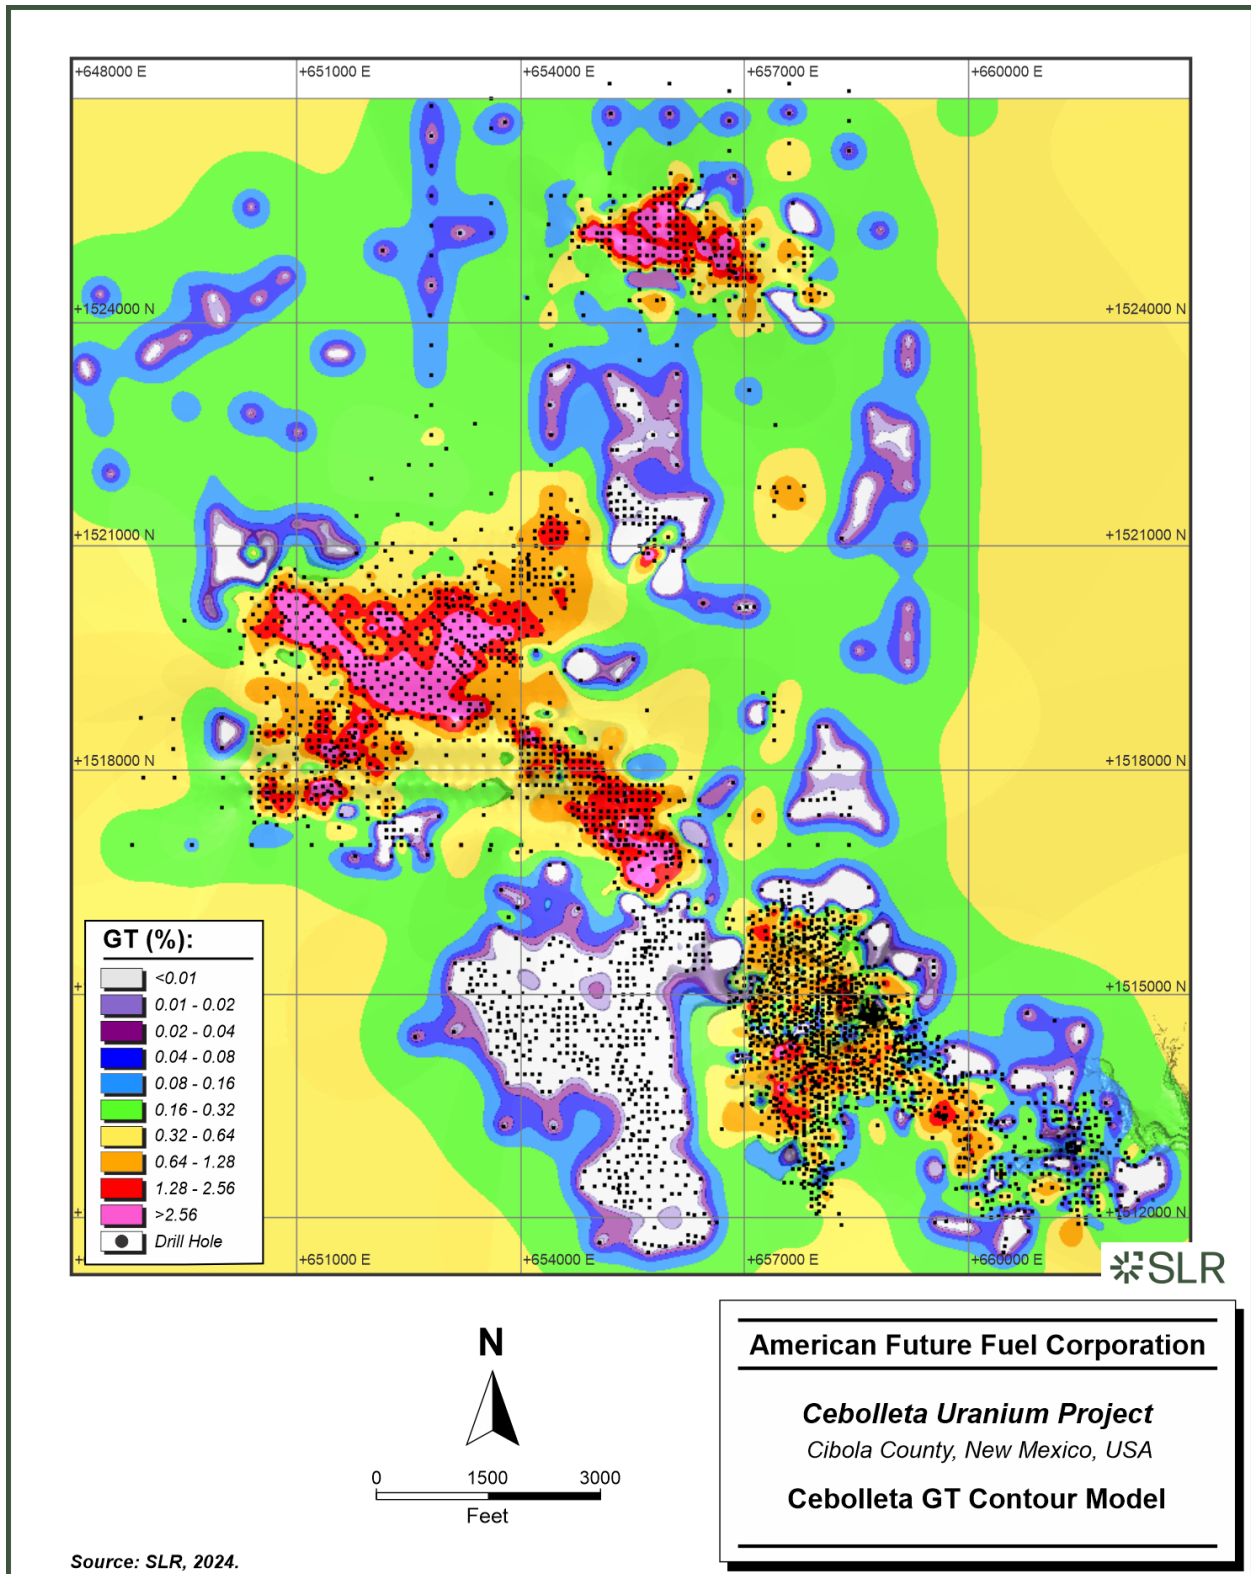 +648000 E
+651000 E
+654000 E
+657000 E
+660000 E
+1524000 N
+1524000 N
+1521000 N
+1521000 N
+1518000 N
+1518000 N
GT (%):
<0.01
0.01 - 0.02
0.02 - 0.04
0.04 - 0.08
0.08 - 0.16
0.16 - 0.32
0.32 - 0.64
0.64 - 1.28
1.28 - 2.56
>2.56
Drill Hole
+
+1515000 N
+
+1512000 N
+
+651000 E
+654000 E
+657000 E
+660000 E
SLR
N
0 1500 3000
Feet
American Future Fuel Corporation
Cebolleta Uranium Project
Cibola County, New Mexico, USA
Cebolleta GT Contour Model
Source: SLR, 2024.